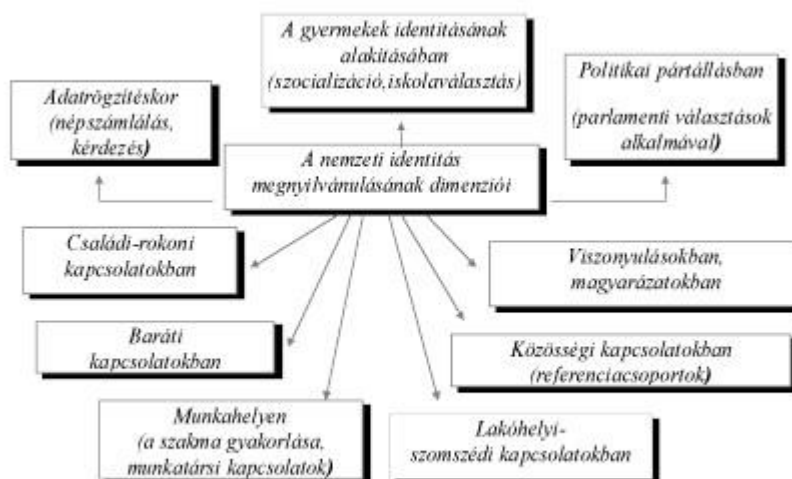 A gyermekek identitásának
alakításában
(szocializáció,iskolaválasztás)
Politikai pártállásban
(parlamenti választások
alkalmával)
Adatrögzítéskor
(népszámlálás,
kérdezés)
A nemzeti identitás
megnyilvánulásának dimenziói
Családi-rokoni
kapcsolatokban
Viszonyulásokban,
magyarázatokban
Baráti
kapcsolatokban
Közösségi kapcsolatokban
(referenciacsoportok)
Munkahelyen
(a szakma gyakorlása,
munkatársi kapcsolatok)
Lakóhelyi-
szomszédi kapcsolatokban